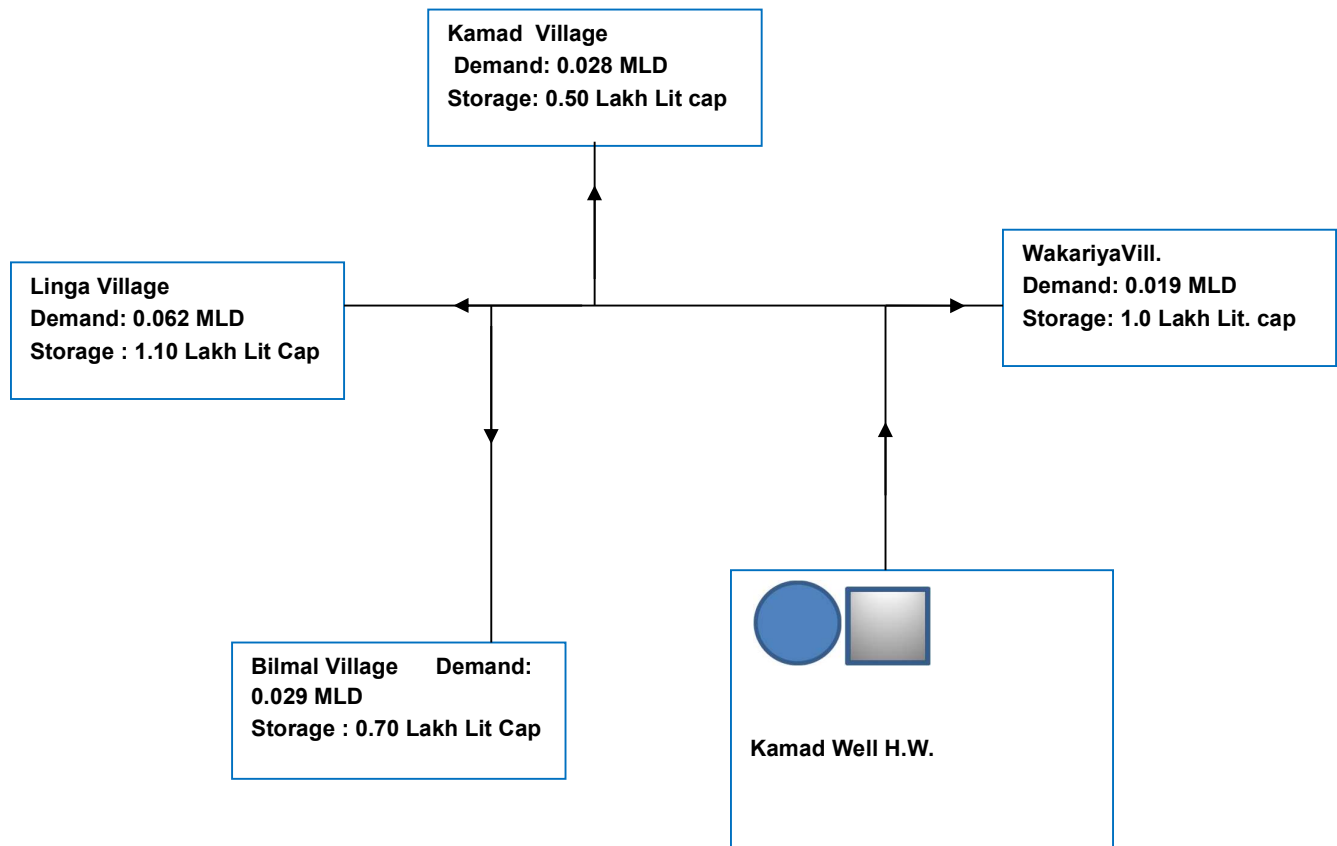 Kamad Village
Demand: 0.028 MLD
Storage: 0.50 Lakh Lit cap
WakariyaVill.
Demand: 0.019 MLD
Storage: 1.0 Lakh Lit. cap
Linga Village
Demand: 0.062 MLD
Storage : 1.10 Lakh Lit Cap
Bilmal Village Demand:
0.029 MLD
Storage : 0.70 Lakh Lit Cap
Kamad Well H.W.